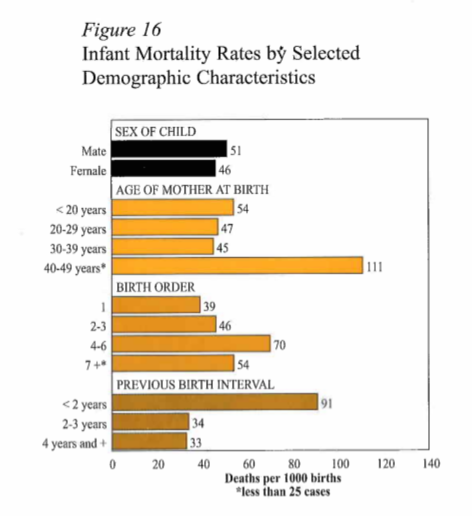 Figure 16
Infant Mortality Rates by Selected
Demographic Characteristics
SEX OF CHILD
Mate 51
Fernale 46
AGE OF MOTHER AT BIRTH
< 20 years 54
20-29 years 47
30-39 years 45
40-49 years* 111
BIRTH ORDER
1 39
2-3 46
4-6 70
7 +* 54
PREVIOUS BIRTH INTERVAL
< 2 years 91
2-3 years 34
4 years and + 33
0 20 40 60 80 100 120 140
Deaths per 1000 births
*less than 25 cases